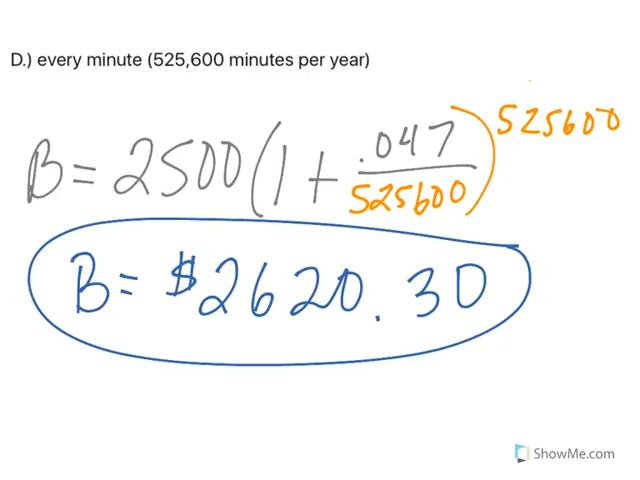 D.) every minute (525,600 minutes per year)
B = 2500 (1 + .047/525600)^525600
B = $2620.30
ShowMe.com